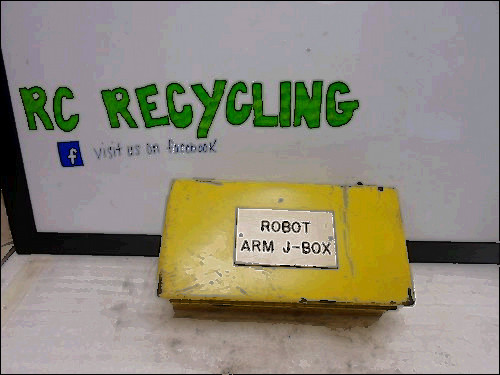 RC RECYCLING
f visit us on facebook
ROBOT
ARM J-BOX